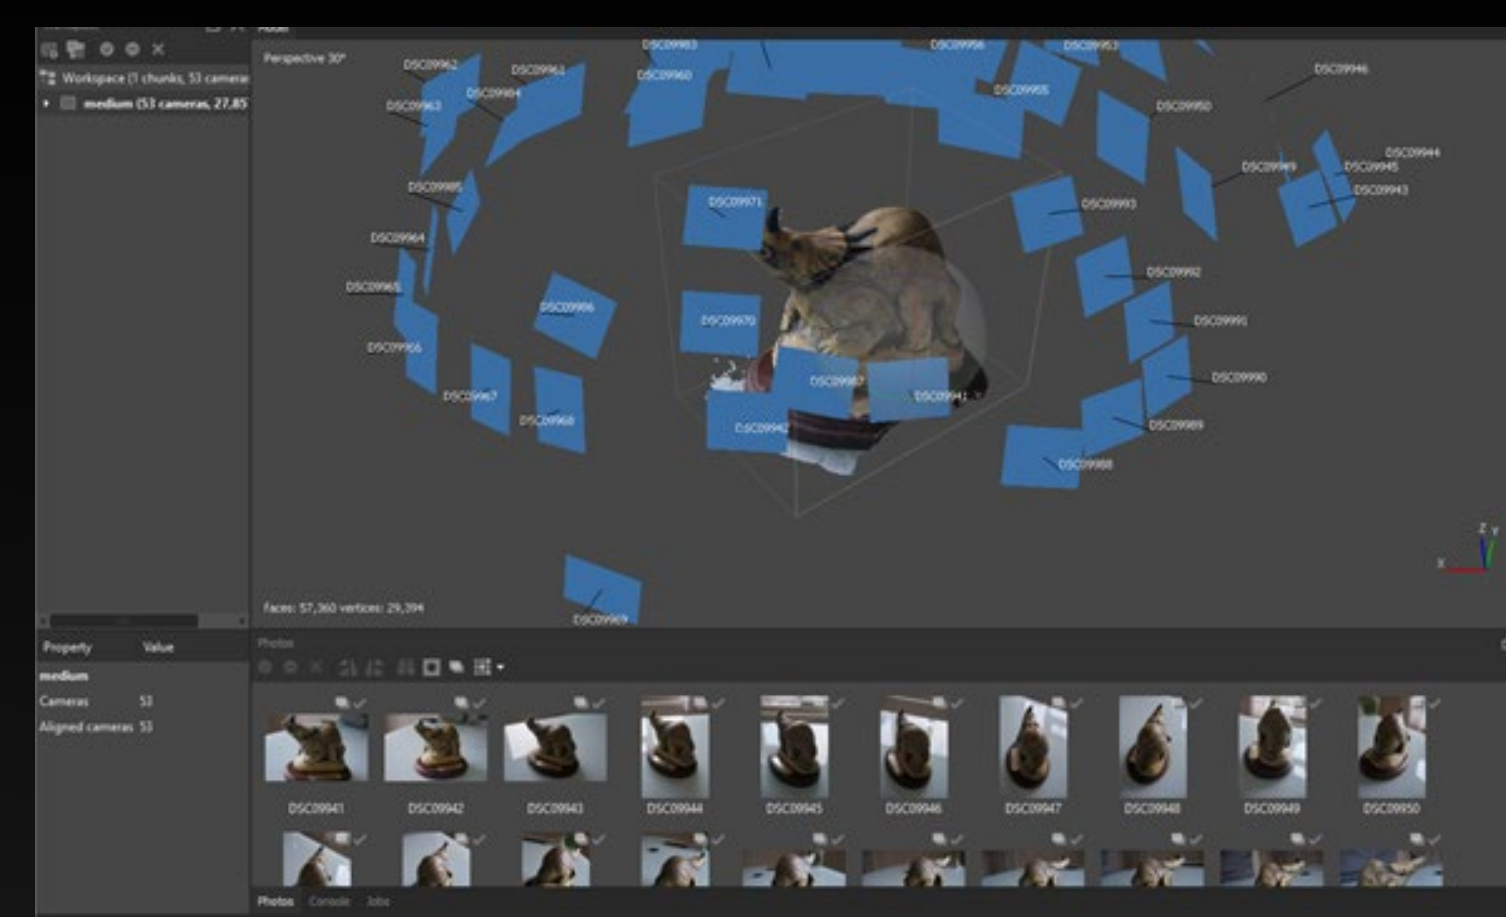 Model
Workspace (1 chunks, 53 cameras
medium (53 cameras, 27,85
Perspective 30°
DSC09983
DSC09956
DSC09953
DSC09962
DSC09961
DSC09960
DSC09946
DSC09984
DSC09955
DSC09963
DSC09950
DSC09944
DSC09949
DSC09945
DSC09985
DSC09943
DSC09971
DSC09993
DSC09964
DSC09992
DSC09965
DSC09986
DSC09970
DSC09991
DSC09966
DSC09987
DSC09990
DSC09967
DSC09941
DSC09968
DSC09942
DSC09989
DSC09988
faces: 57,360 vertices: 29,394
DSC09969
Property Value
medium
Cameras 53
Aligned cameras 53
Photos
DSC09941 DSC09942 DSC09943 DSC09944 DSC09945 DSC09946 DSC09947 DSC09948 DSC09949 DSC09950
Photos Console Jobs
X
Z
Y